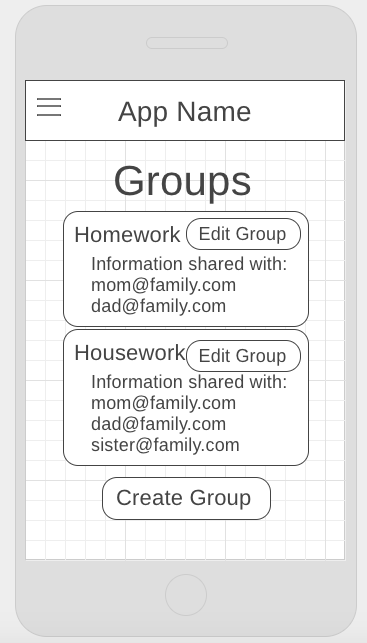 App Name
Groups
Homework
Edit Group
Information shared with:
mom@family.com
dad@family.com
Housework
Edit Group
Information shared with:
mom@family.com
dad@family.com
sister@family.com
Create Group